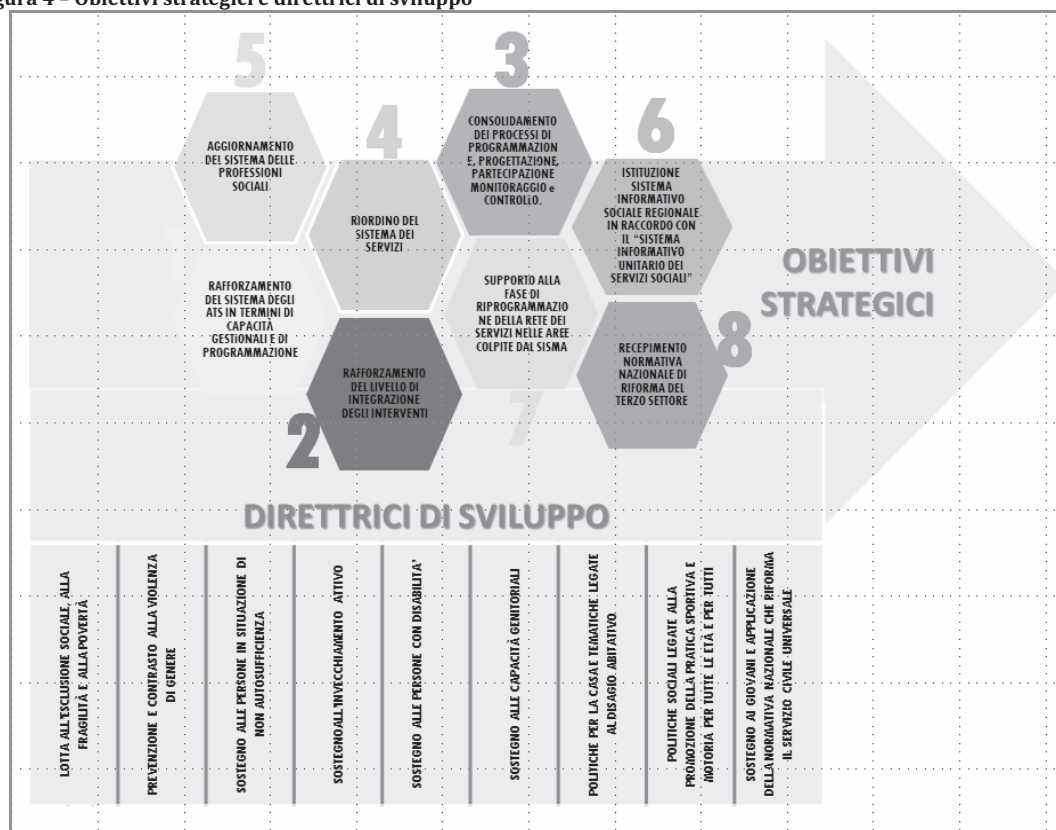 gura 4 – Obiettivi strategici e direttrici di sviluppo
5
AGGIORNAMENTO
DEL SISTEMA DELLE
PROFESSIONI
SOCIALI
4
RIORDINO DEL
SISTEMA DEI
SERVIZI
3
CONSOLIDAMENTO
DEI PROCESSI DI
PROGRAMMAZION
E, PROGETTAZIONE,
PARTECIPAZIONE
MONITORAGGIO e
CONTROLLO.
6
ISTITUZIONE
SISTEMA
INFORMATIVO
SOCIALE REGIONALE
IN RACCORDO CON
IL “SISTEMA
INFORMATIVO
UNITARIO DEI
SERVIZI SOCIALI”
1
RAFFORZAMENTO
DEL SISTEMA DEGLI
ATS IN TERMINI DI
CAPACITÀ
GESTIONALI E DI
PROGRAMMAZIONE
2
RAFFORZAMENTO
DEL LIVELLO DI
INTEGRAZIONE
DEGLI INTERVENTI
SUPPORTO ALLA
FASE DI
RIPROGRAMMAZIO
NE DELLA RETE DEI
SERVIZI NELLE AREE
COLPITE DAL SISMA
7
RECEPIMENTO
NORMATIVA
NAZIONALE DI
RIFORMA DEL
TERZO SETTORE
8
OBIETTIVI
STRATEGICI
DIRETTRICI DI SVILUPPO
LOTTA ALL'ESCLUSIONE SOCIALE, ALLA
FRAGILITÀ E ALLA POVERTÀ
PREVENZIONE E CONTRASTO ALLA VIOLENZA
DI GENERE
SOSTEGNO ALLE PERSONE IN SITUAZIONE DI
NON AUTOSUFFICIENZA
SOSTEGNO ALL'INVECCHIAMENTO ATTIVO
SOSTEGNO ALLE PERSONE CON DISABILITA'
SOSTEGNO ALLE CAPACITÀ GENITORIALI
POLITICHE PER LA CASA E TEMATICHE LEGATE
AL DISAGIO ABITATIVO
POLITICHE SOCIALI LEGATE ALLA
PROMOZIONE DELLA PRATICA SPORTIVA E
MOTORIA PER TUTTE LE ETÀ E PER TUTTI
SOSTEGNO AI GIOVANI E APPLICAZIONE
DELLA NORMATIVA NAZIONALE CHE RIFORMA
IL SERVIZIO CIVILE UNIVERSALE